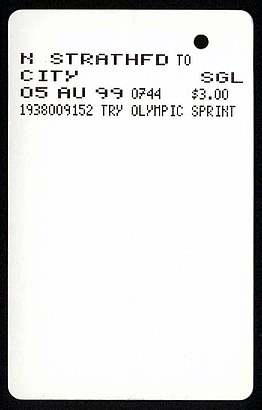 N STRATHFD TO
CITY SGL
05 AU 99 0744 $3.00
1938009152 TRY OLYMPIC SPRINT